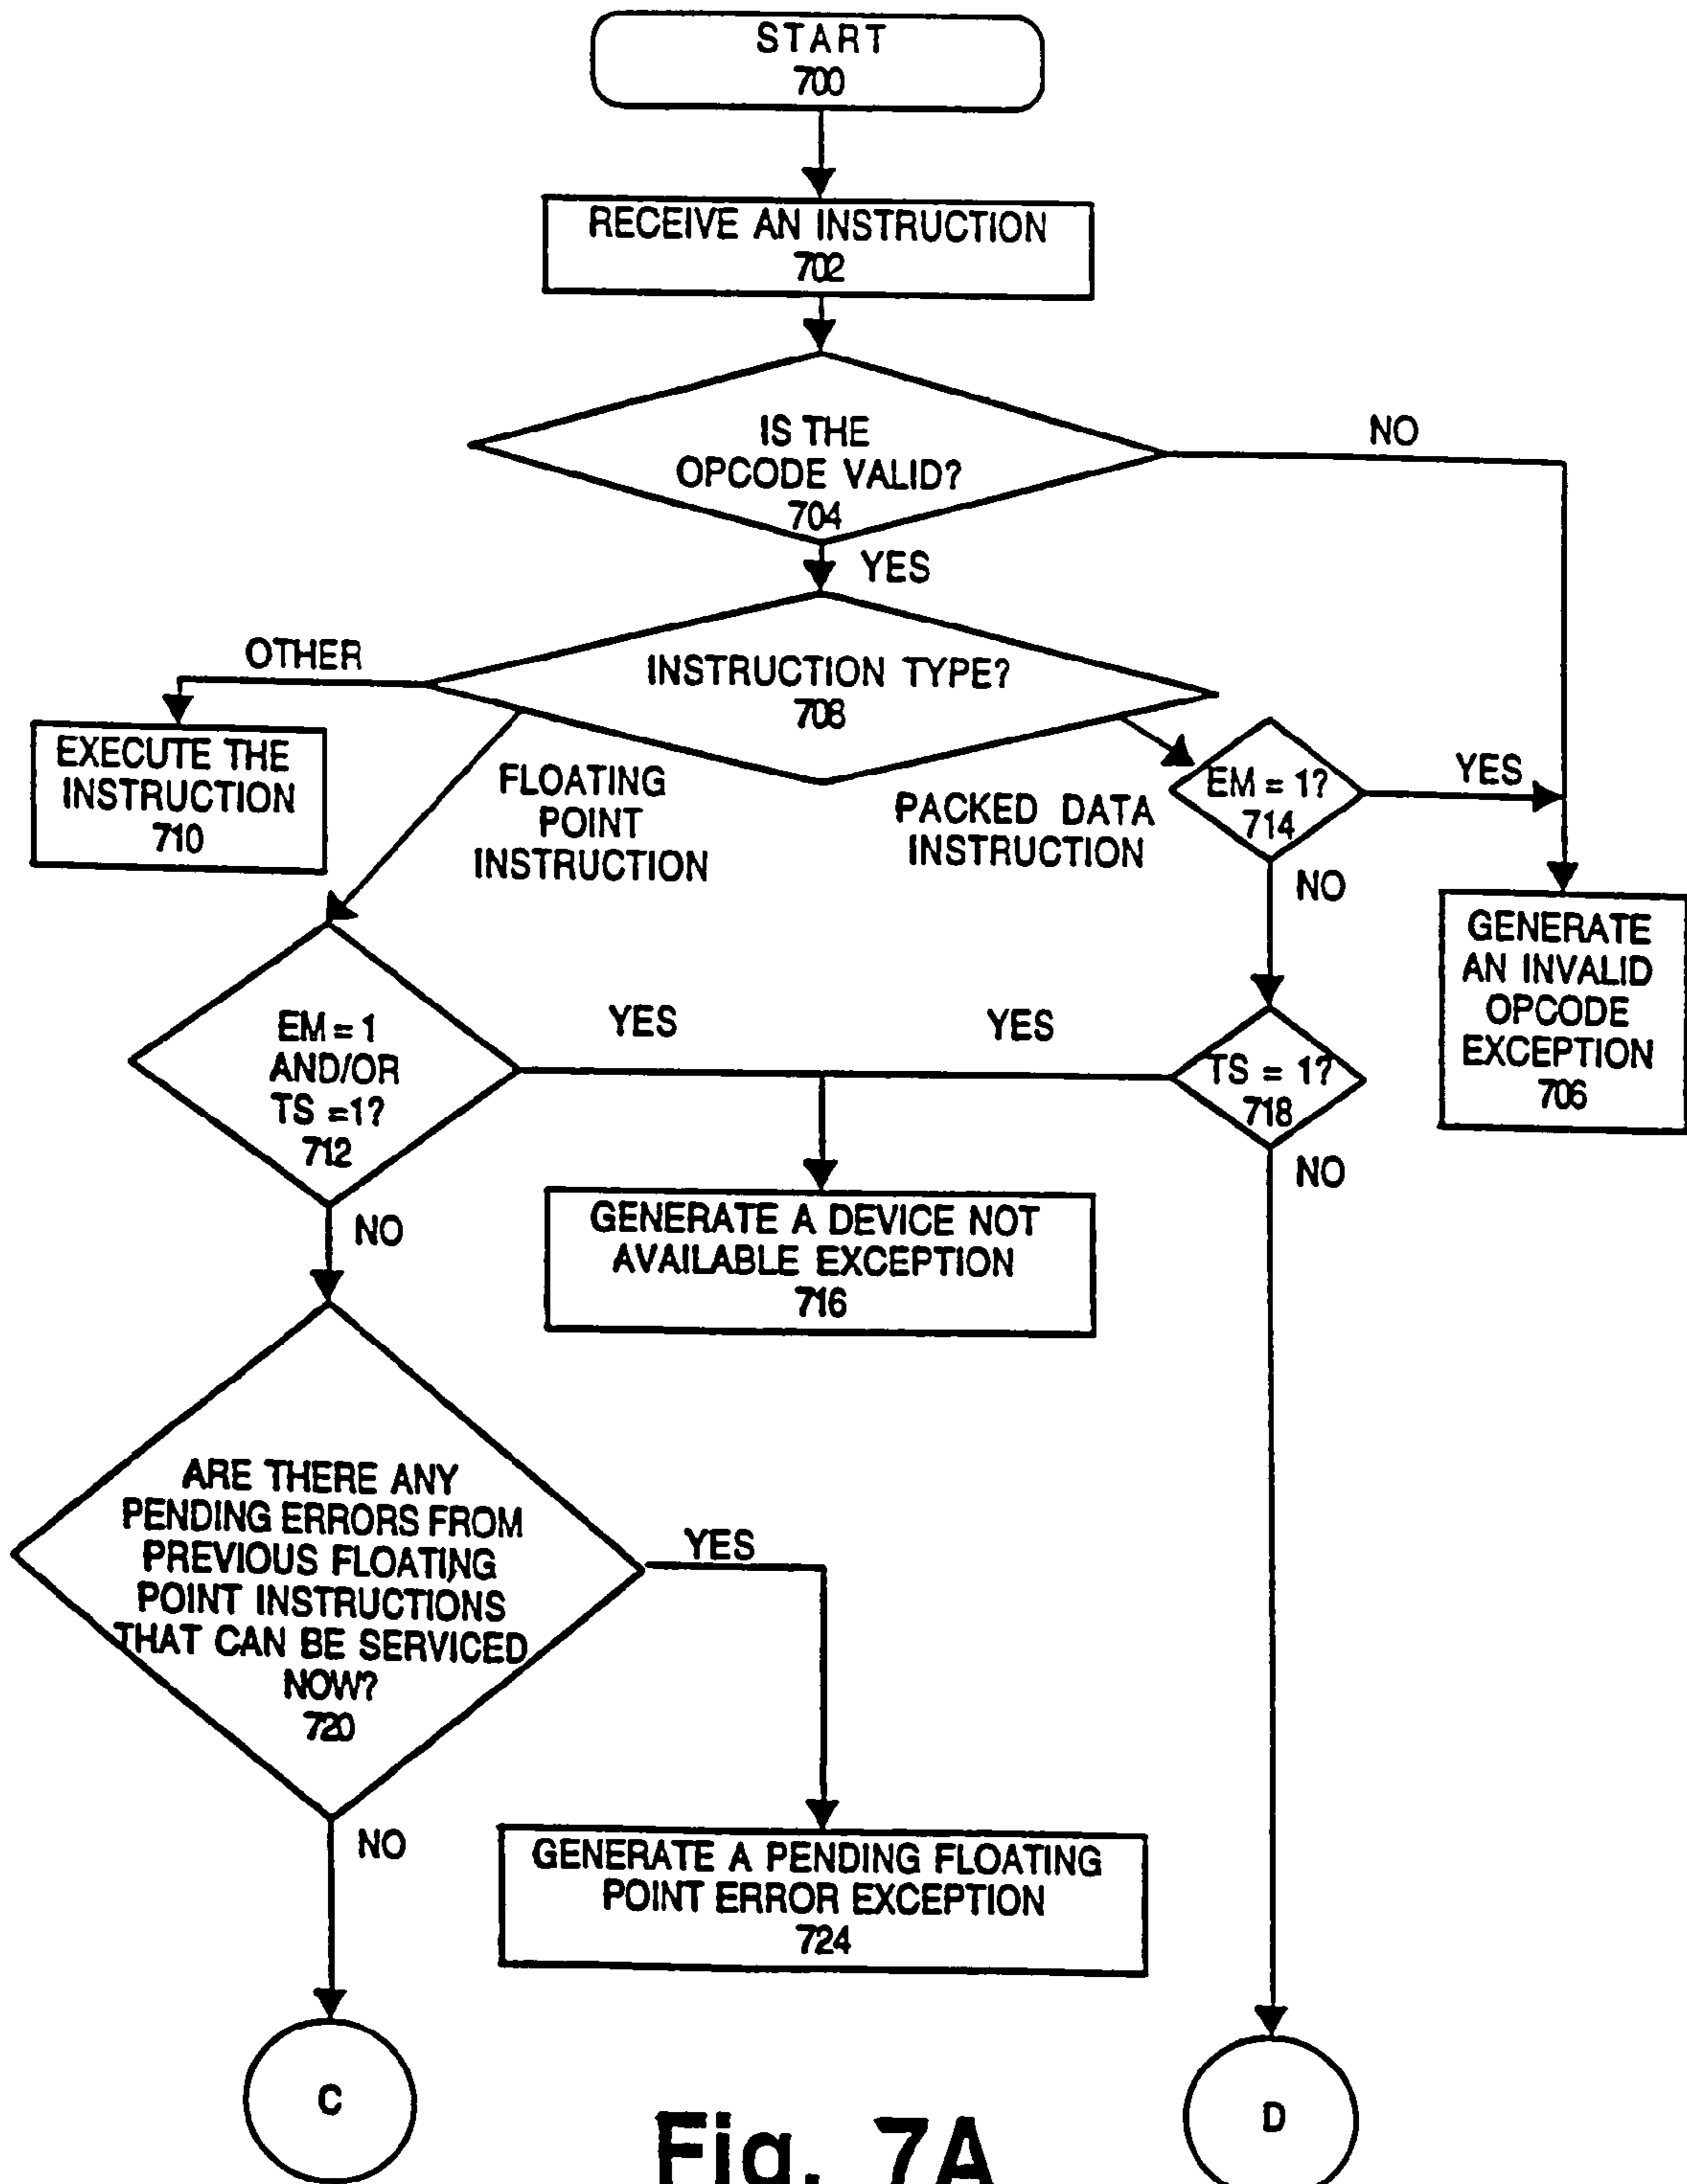 START
700
RECEIVE AN INSTRUCTION
702
IS THE
OPCODE VALID?
704
NO
YES
INSTRUCTION TYPE?
708
OTHER
EXECUTE THE
INSTRUCTION
710
FLOATING
POINT
INSTRUCTION
PACKED DATA
INSTRUCTION
EM = 1?
714
YES
NO
GENERATE
AN INVALID
OPCODE
EXCEPTION
706
EM = 1
AND/OR
TS =1?
712
YES
YES
TS = 1?
718
NO
NO
GENERATE A DEVICE NOT
AVAILABLE EXCEPTION
716
ARE THERE ANY
PENDING ERRORS FROM
PREVIOUS FLOATING
POINT INSTRUCTIONS
THAT CAN BE SERVICED
NOW?
720
YES
NO
GENERATE A PENDING FLOATING
POINT ERROR EXCEPTION
724
C
D
Fig. 7A